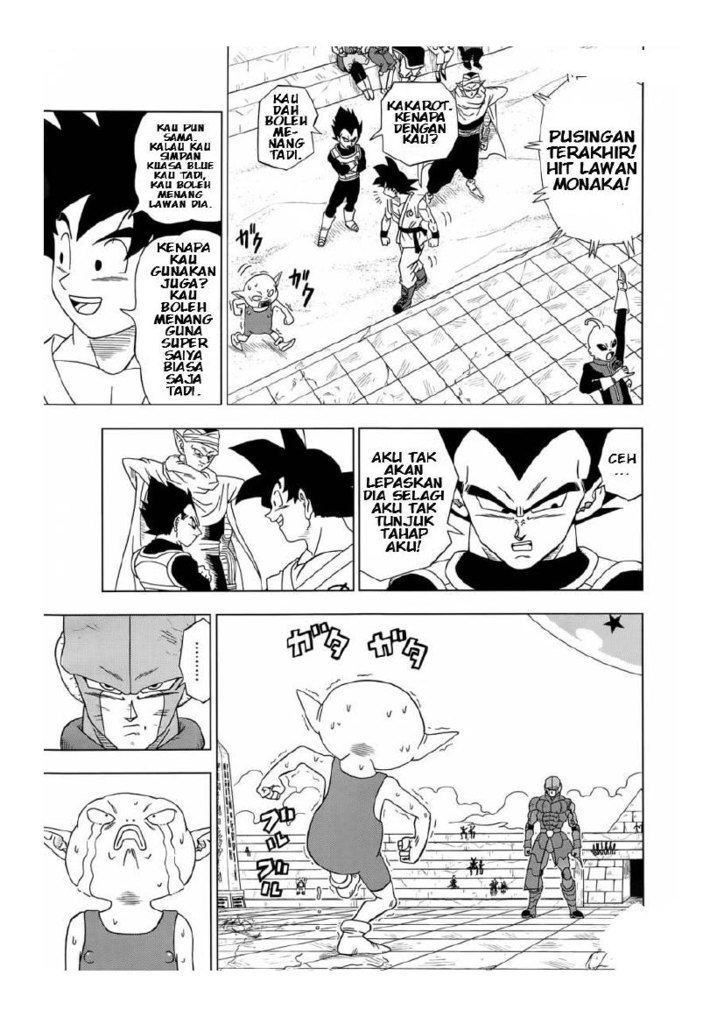 PUSINGAN
TERAKHIR!
HIT LAWAN
MONAKA!
KAKAROT.
KENAPA
DENGAN
KAU?
KAU
DAH
BOLEH
ME-
NANG
TADI.
ガク
ガク
KAU PUN
SAMA.
KALAU KAU
SIMPAN
KUASA BLUE
KAU TADI,
KAU BOLEH
MENANG
LAWAN DIA.
KENAPA
KAU
GUNAKAN
JUGA?
KAU
BOLEH
MENANG
GUNA
SUPER
SAIYA
BIASA
SAJA
TADI.
CEH
...
AKU TAK
AKAN
LEPASKAN
DIA SELAGI
AKU TAK
TUNJUK
TAHAP
AKU!
......
ガタ
ガタ
ブル
ブル